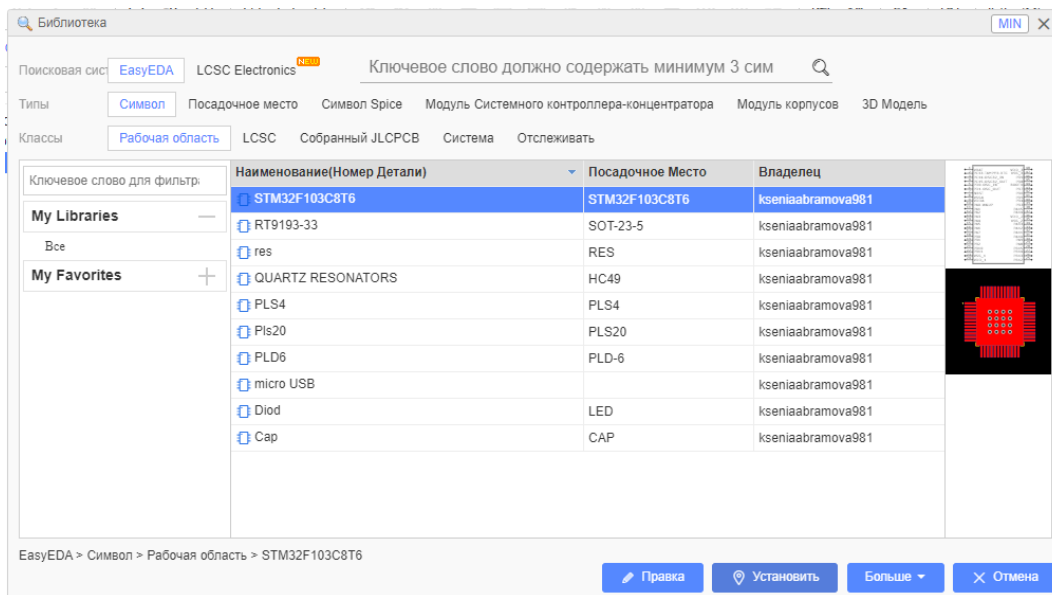 Библиотека MIN
Поисковая сист EasyEDA LCSC Electronics NEW Ключевое слово должно содержать минимум 3 сим
Типы Символ Посадочное место Символ Spice Модуль Системного контроллера-концентратора Модуль корпусов 3D Модель
Классы Рабочая область LCSC Собранный JLCPCB Система Отслеживать
Ключевое слово для фильтра
My Libraries
Все
My Favorites
Наименование(Номер Детали) Посадочное Место Владелец
STM32F103C8T6 STM32F103C8T6 kseniaabramova981
RT9193-33 SOT-23-5 kseniaabramova981
res RES kseniaabramova981
QUARTZ RESONATORS HC49 kseniaabramova981
PLS4 PLS4 kseniaabramova981
Pls20 PLS20 kseniaabramova981
PLD6 PLD-6 kseniaabramova981
micro USB kseniaabramova981
Diod LED kseniaabramova981
Cap CAP kseniaabramova981
EasyEDA > Символ > Рабочая область > STM32F103C8T6
Правка Установить Больше Отмена